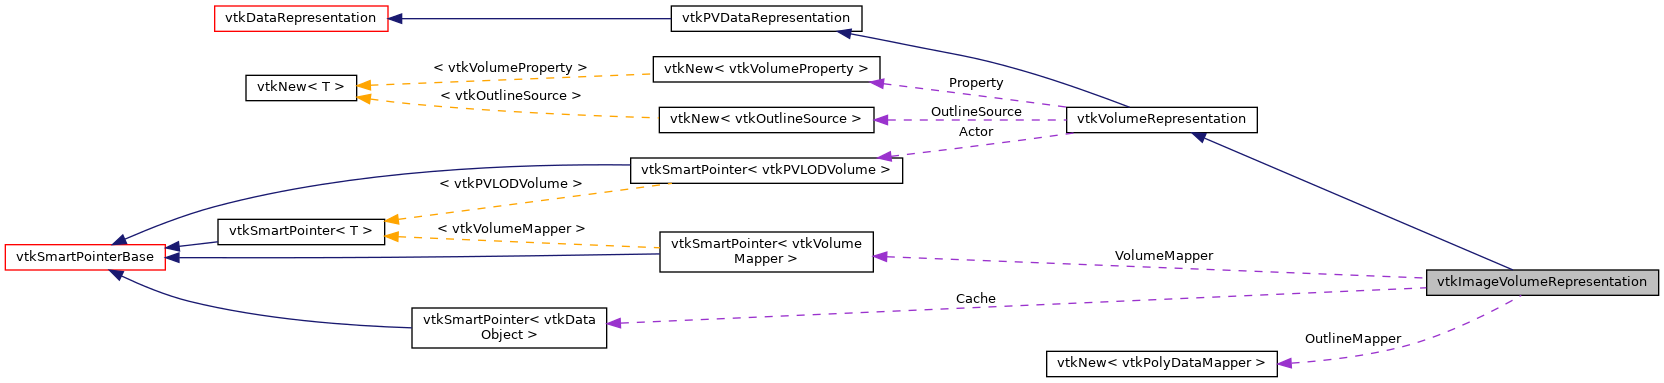 vtkDataRepresentation
vtkPVDataRepresentation
< vtkVolumeProperty >
vtkNew< vtkVolumeProperty >
vtkNew< T >
Property
< vtkOutlineSource >
vtkNew< vtkOutlineSource >
OutlineSource
vtkVolumeRepresentation
Actor
vtkSmartPointer< vtkPVLODVolume >
< vtkPVLODVolume >
vtkSmartPointer< T >
< vtkVolumeMapper >
vtkSmartPointer< vtkVolume
Mapper >
vtkSmartPointerBase
VolumeMapper
vtkImageVolumeRepresentation
Cache
vtkSmartPointer< vtkData
Object >
OutlineMapper
vtkNew< vtkPolyDataMapper >